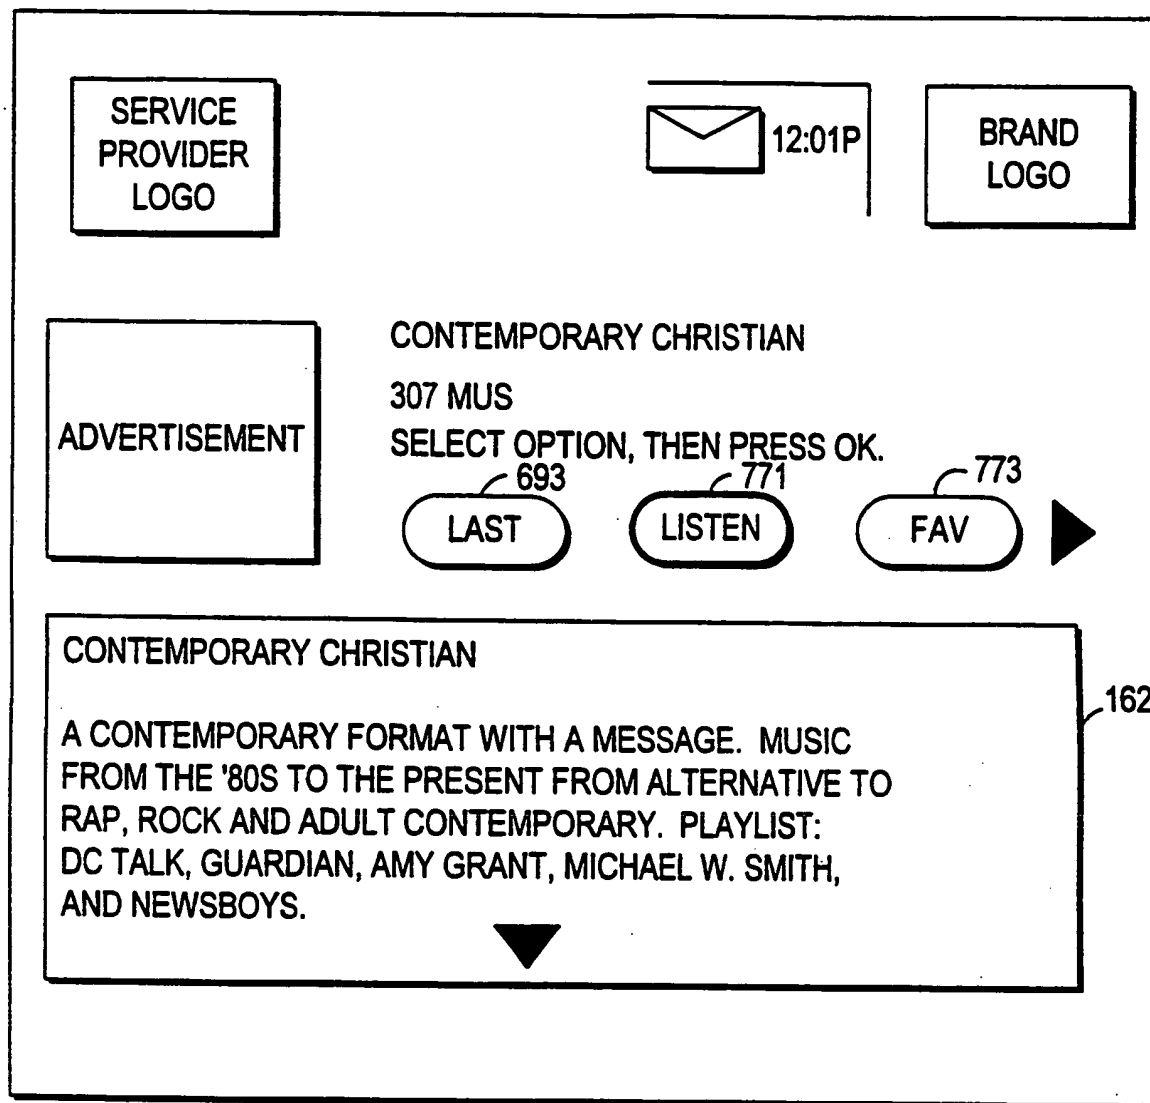 SERVICE
PROVIDER
LOGO
12:01P
BRAND
LOGO
ADVERTISEMENT
CONTEMPORARY CHRISTIAN
307 MUS
SELECT OPTION, THEN PRESS OK.
693
771
773
LAST
LISTEN
FAV
CONTEMPORARY CHRISTIAN
A CONTEMPORARY FORMAT WITH A MESSAGE. MUSIC
FROM THE '80S TO THE PRESENT FROM ALTERNATIVE TO
RAP, ROCK AND ADULT CONTEMPORARY. PLAYLIST:
DC TALK, GUARDIAN, AMY GRANT, MICHAEL W. SMITH,
AND NEWSBOYS.
162